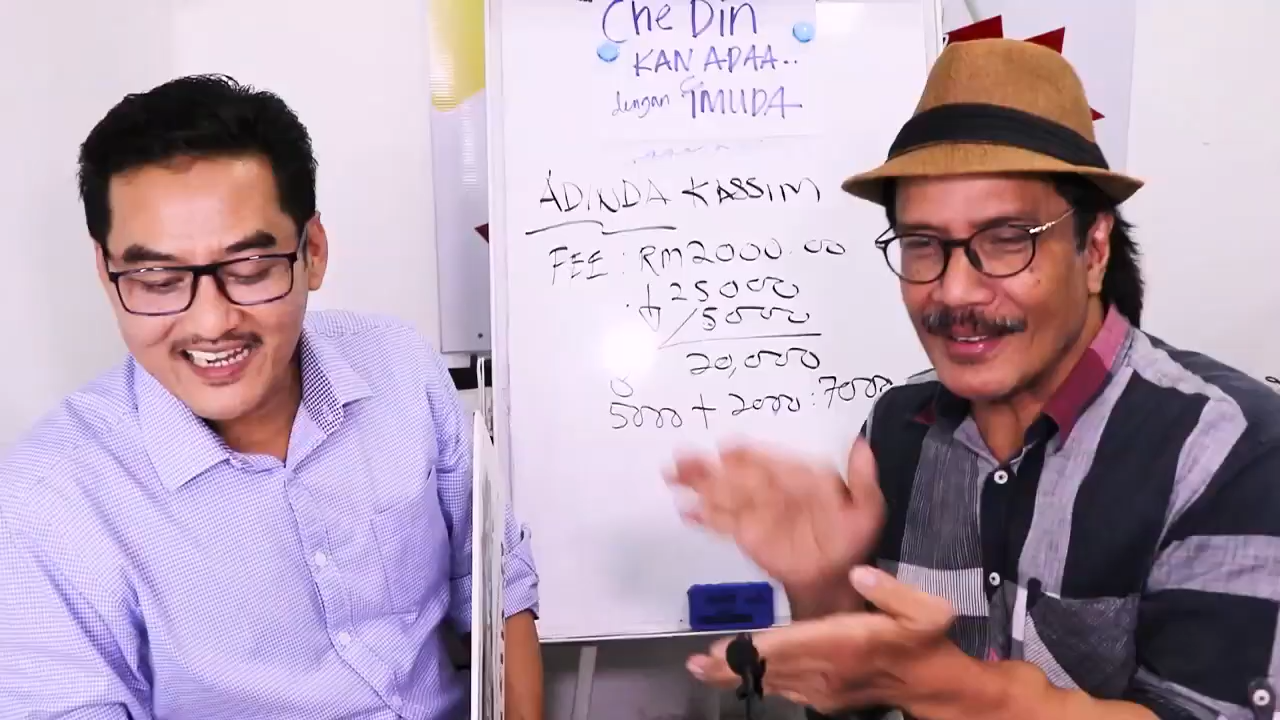 Che Din
KAN ADAA..
dengan IMUDA
ADINDA KASSIM
FEE: RM2000.00
25000
5000
20,000
5000 + 2000 : 7000